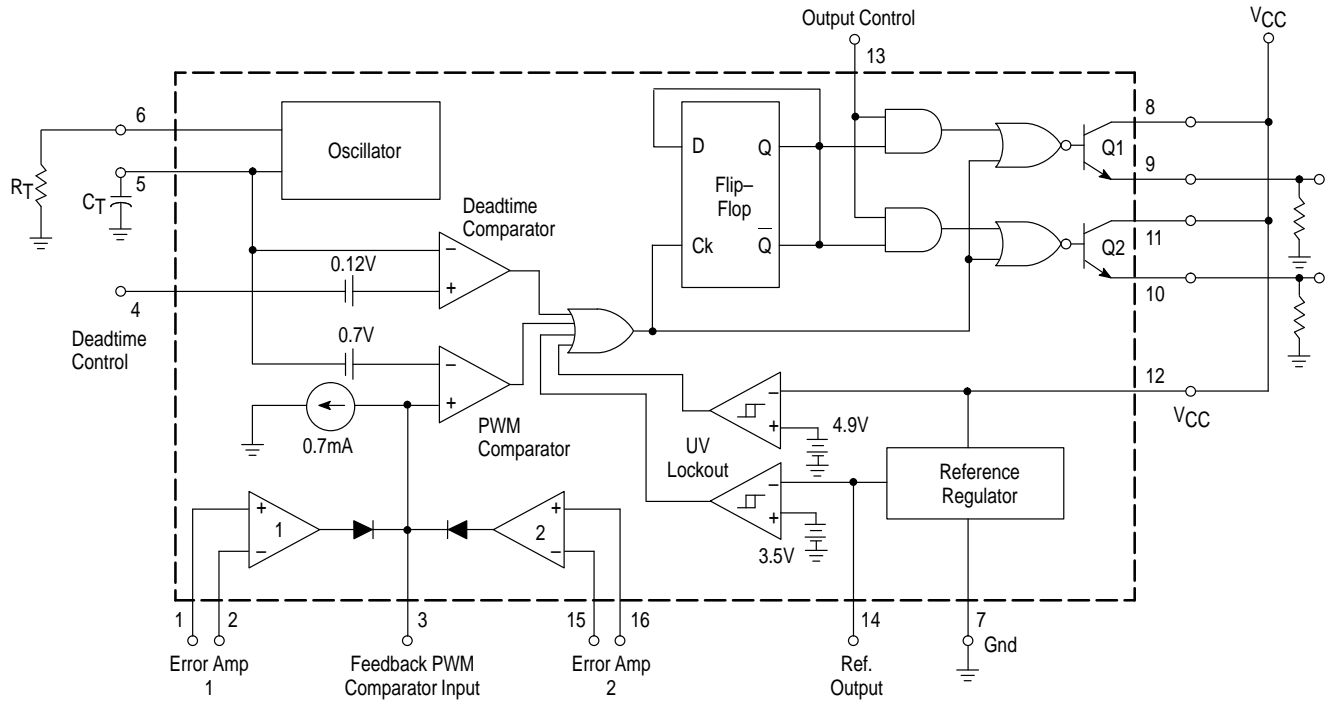 Output Control
VCC
13
6
8
Oscillator
D
Q
Q1
5
RT
CT
9
Flip–
Flop
Deadtime
Comparator
11
0.12V
–
+
Ck
Q
Q2
4
10
Deadtime
Control
0.7V
–
+
12
VCC
0.7mA
PWM
Comparator
–
+
4.9V
UV
Lockout
Reference
Regulator
–
+
3.5V
+
1
–
+
2
–
1
2
3
15
16
14
7
Gnd
Error Amp
1
Feedback PWM
Comparator Input
Error Amp
2
Ref.
Output